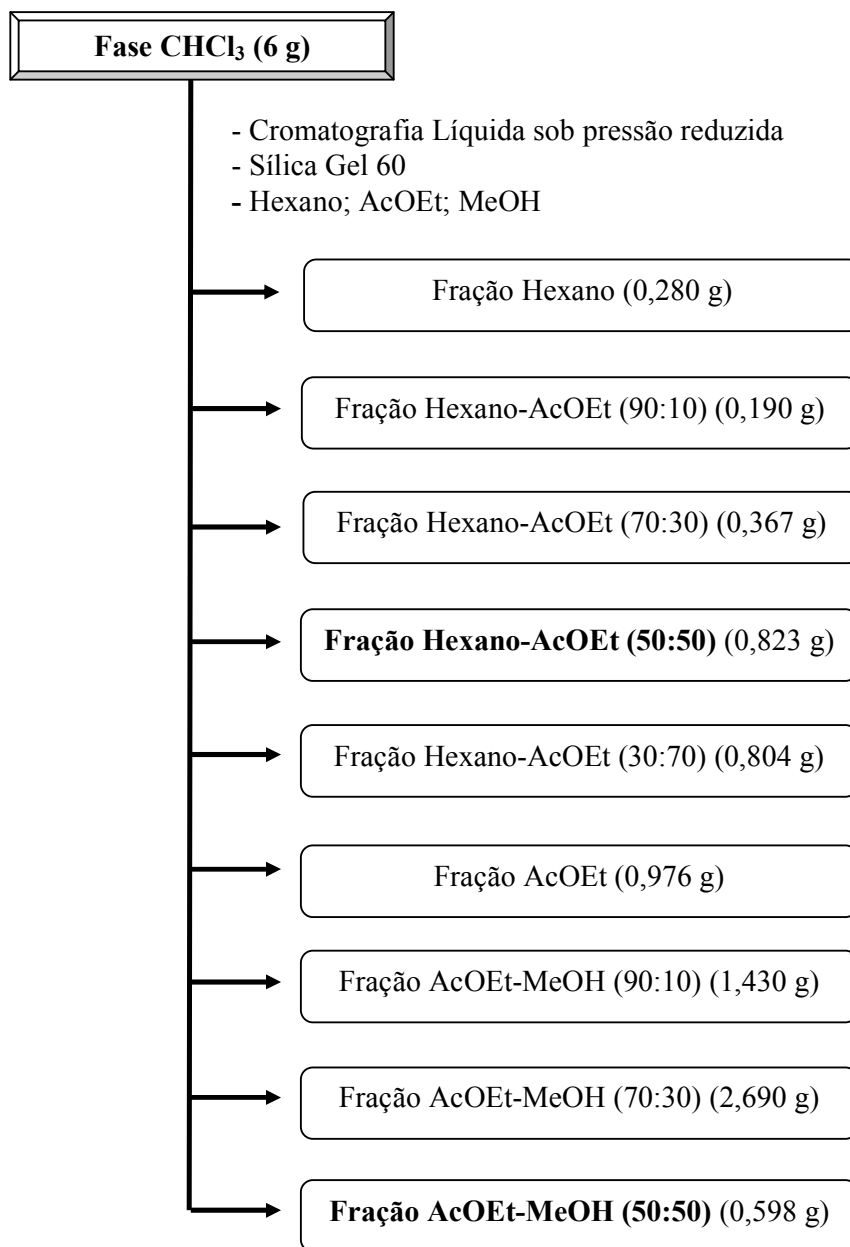 Fase CHCl₃ (6 g)
- Cromatografia Líquida sob pressão reduzida
- Sílica Gel 60
- Hexano; AcOEt; MeOH
Fração Hexano (0,280 g)
Fração Hexano-AcOEt (90:10) (0,190 g)
Fração Hexano-AcOEt (70:30) (0,367 g)
Fração Hexano-AcOEt (50:50) (0,823 g)
Fração Hexano-AcOEt (30:70) (0,804 g)
Fração AcOEt (0,976 g)
Fração AcOEt-MeOH (90:10) (1,430 g)
Fração AcOEt-MeOH (70:30) (2,690 g)
Fração AcOEt-MeOH (50:50) (0,598 g)